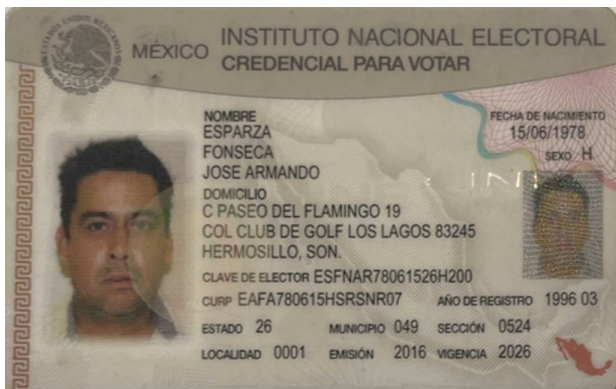 MÉXICO
INSTITUTO NACIONAL ELECTORAL
CREDENCIAL PARA VOTAR
NOMBRE
ESPARZA
FONSECA
JOSE ARMANDO
FECHA DE NACIMIENTO
15/06/1978
SEXO H
DOMICILIO
C PASEO DEL FLAMINGO 19
COL CLUB DE GOLF LOS LAGOS 83245
HERMOSILLO, SON.
CLAVE DE ELECTOR ESFNAR78061526H200
CURP EAFA780615HSRSNR07 AÑO DE REGISTRO 1996 03
ESTADO 26 MUNICIPIO 049 SECCIÓN 0524
LOCALIDAD 0001 EMISIÓN 2016 VIGENCIA 2026